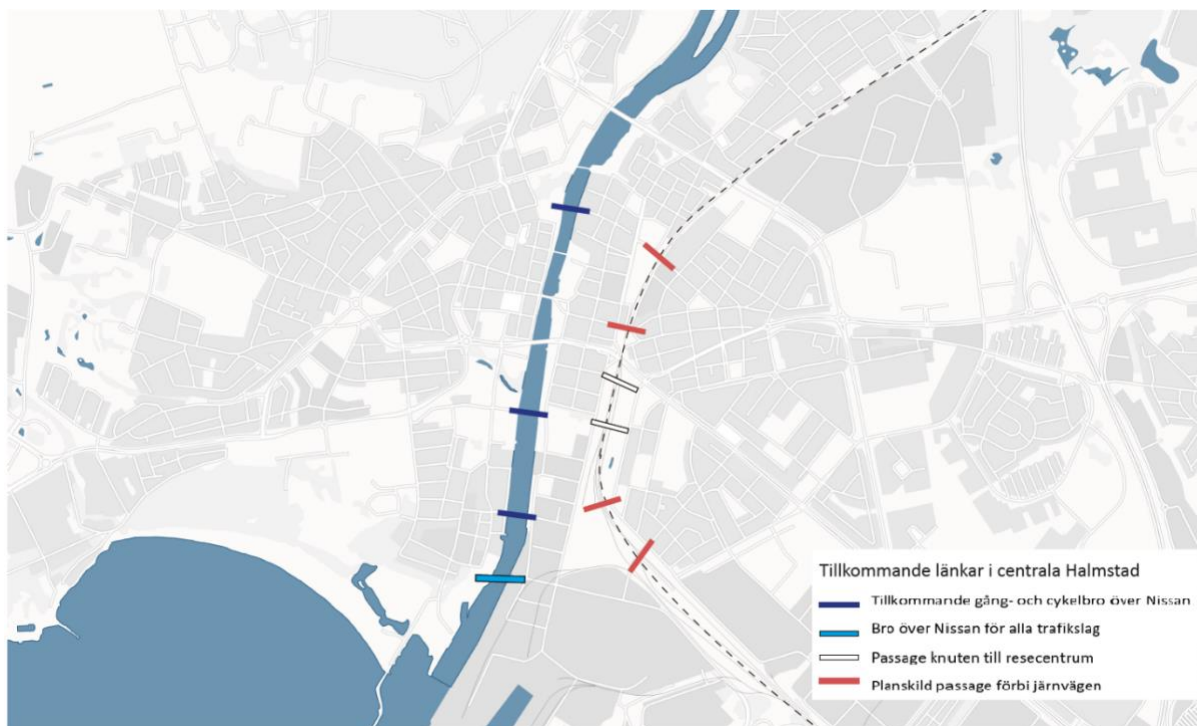 Tillkommande länkar i centrala Halmstad
Tillkommande gång- och cykelbro över Nissan
Bro över Nissan för alla trafikslag
Passage knuten till resecentrum
Planskild passage förbi järnvägen